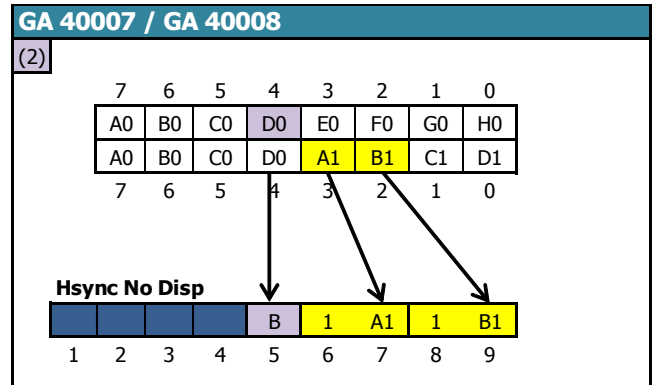 GA 40007 / GA 40008
(2)
7 6 5 4 3 2 1 0
A0 B0 C0 D0 E0 F0 G0 H0
A0 B0 C0 D0 A1 B1 C1 D1
7 6 5 4 3 2 1 0
Hsync No Disp
B 1 A1 1 B1
1 2 3 4 5 6 7 8 9